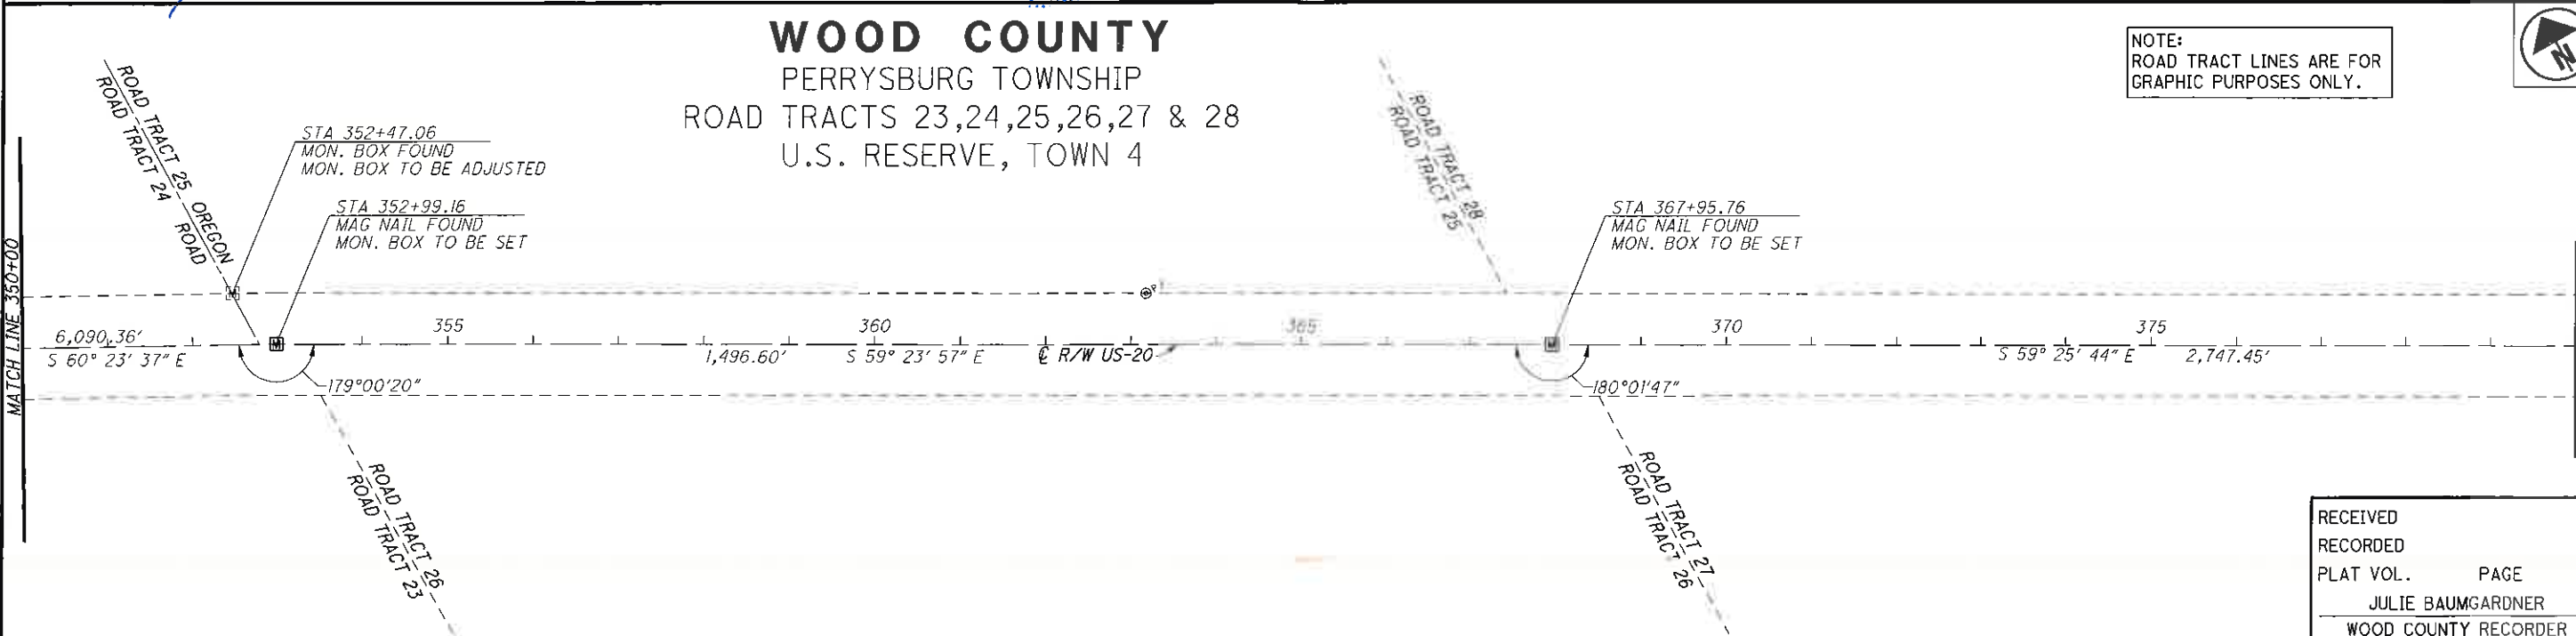 WOOD COUNTY
PERRYSBURG TOWNSHIP
ROAD TRACTS 23,24,25,26,27 & 28
U.S. RESERVE, TOWN 4
NOTE:
ROAD TRACT LINES ARE FOR
GRAPHIC PURPOSES ONLY.
N
ROAD TRACT 25 OREGON
ROAD TRACT 24 ROAD
STA 352+47.06
MON. BOX FOUND
MON. BOX TO BE ADJUSTED
STA 352+99.16
MAG NAIL FOUND
MON. BOX TO BE SET
ROAD TRACT 28
ROAD TRACT 25
STA 367+95.76
MAG NAIL FOUND
MON. BOX TO BE SET
MATCH LINE 350+00
355
360
365
370
375
6,090.36'
S 60° 23' 37" E
1,496.60' S 59° 23' 57" E ℄ R/W US-20
S 59° 25' 44" E 2,747.45'
179°00'20"
180°01'47"
ROAD TRACT 26
ROAD TRACT 23
ROAD TRACT 27
ROAD TRACT 26
RECEIVED
RECORDED
PLAT VOL. PAGE
JULIE BAUMGARDNER
WOOD COUNTY RECORDER